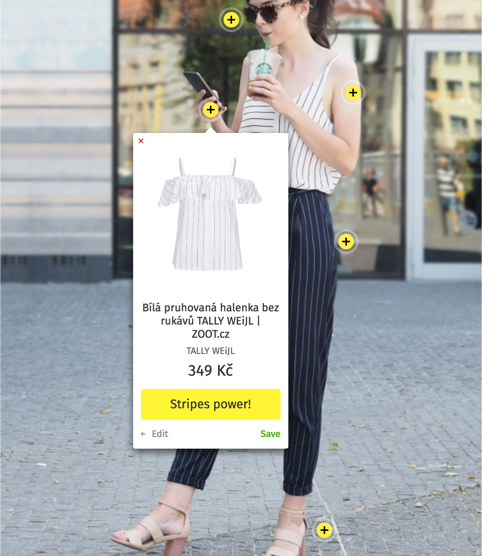 Bílá pruhovaná halenka bez
rukávů TALLY WEiJL |
ZOOT.cz
TALLY WEiJL
349 Kč
Stripes power!
← Edit
Save